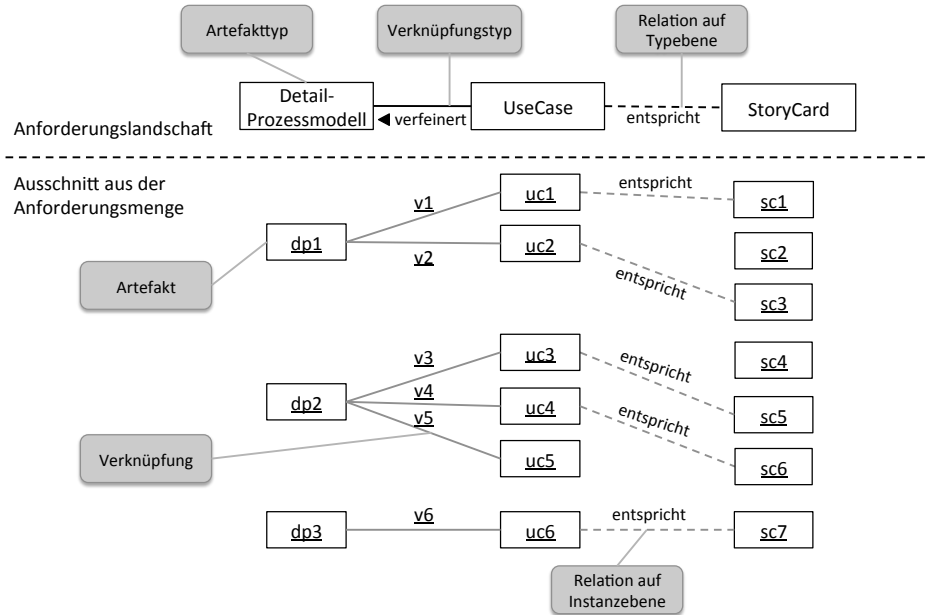 Artefakttyp
Verknüpfungstyp
Relation auf
Typebene
Detail-
Prozessmodell
UseCase
StoryCard
◀ verfeinert
entspricht
Anforderungslandschaft
Ausschnitt aus der
Anforderungsmenge
v1
uc1
entspricht
sc1
dp1
v2
uc2
entspricht
sc2
sc3
Artefakt
v3
uc3
entspricht
sc4
dp2
v4
uc4
entspricht
sc5
v5
uc5
sc6
Verknüpfung
dp3
v6
uc6
entspricht
sc7
Relation auf
Instanzebene